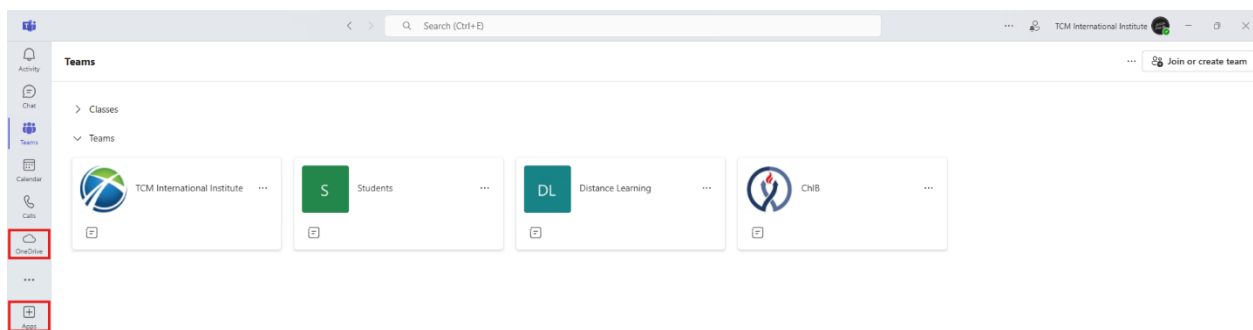 Search (Ctrl+E)
TCM International Institute
Activity
Teams
Join or create team
Chat
Classes
Teams
Teams
Calendar
TCM International Institute
S
Students
DL
Distance Learning
ChIB
Calls
OneDrive
Apps